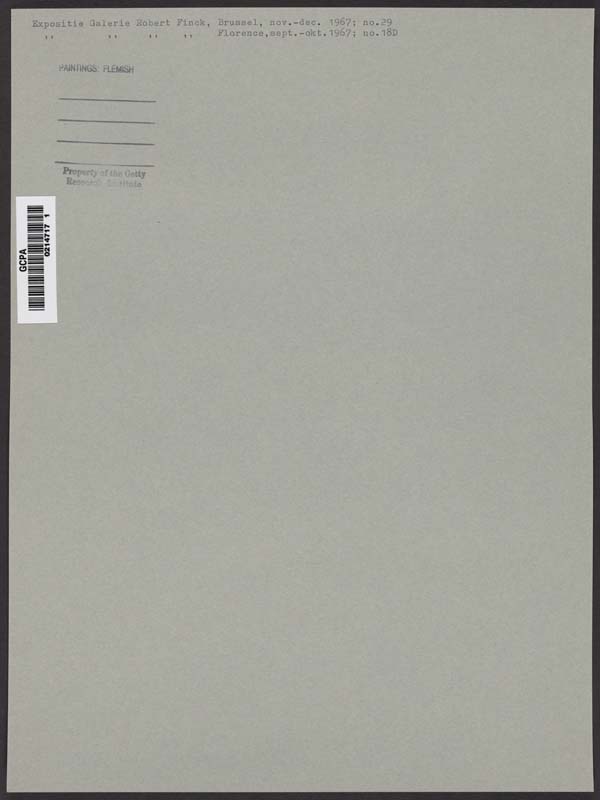 Expositie Galerie Robert Finck, Brussel, nov.-dec. 1967; no.29
,, ,, ,, ,, Florence,sept.-okt.1967; no.18D
PAINTINGS: FLEMISH
Property of the Getty
Research Institute
GCPA
0214717 1